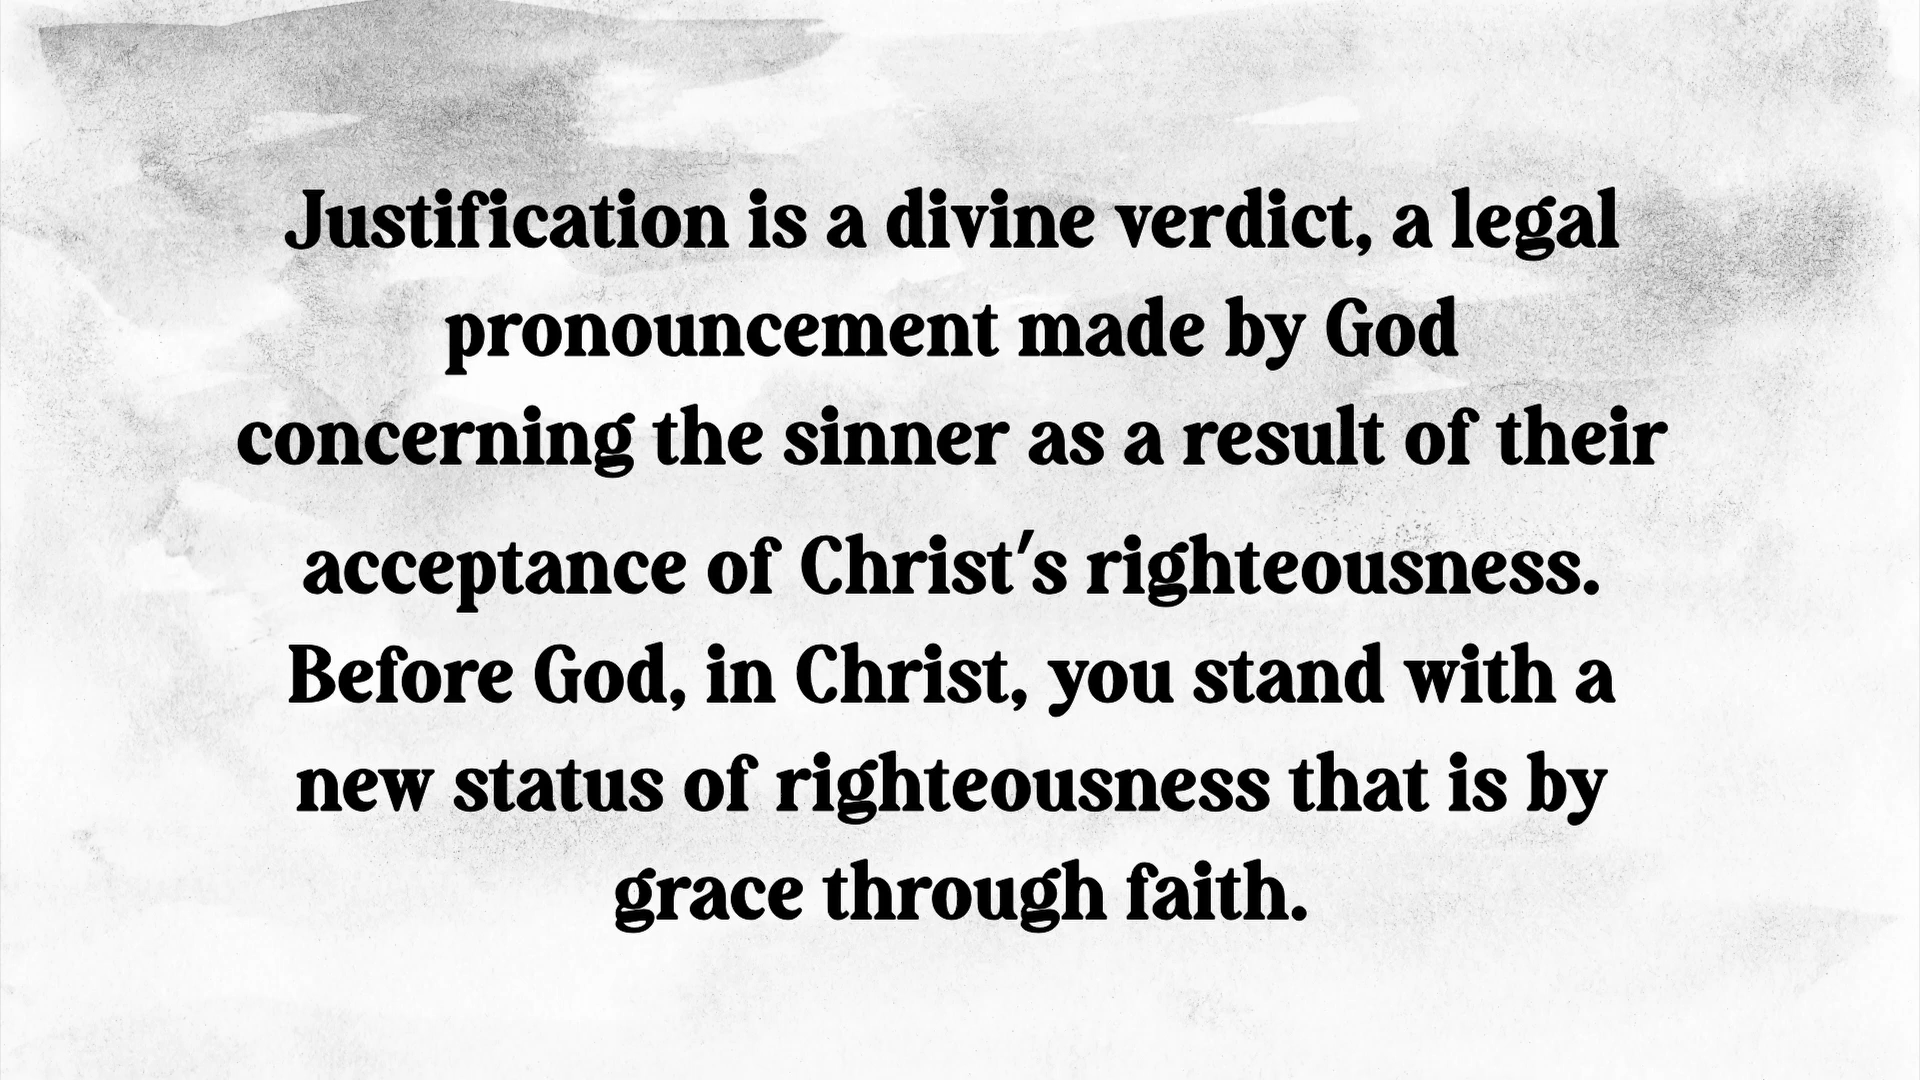 Justification is a divine verdict, a legal
pronouncement made by God
concerning the sinner as a result of their
acceptance of Christ's righteousness.
Before God, in Christ, you stand with a
new status of righteousness that is by
grace through faith.